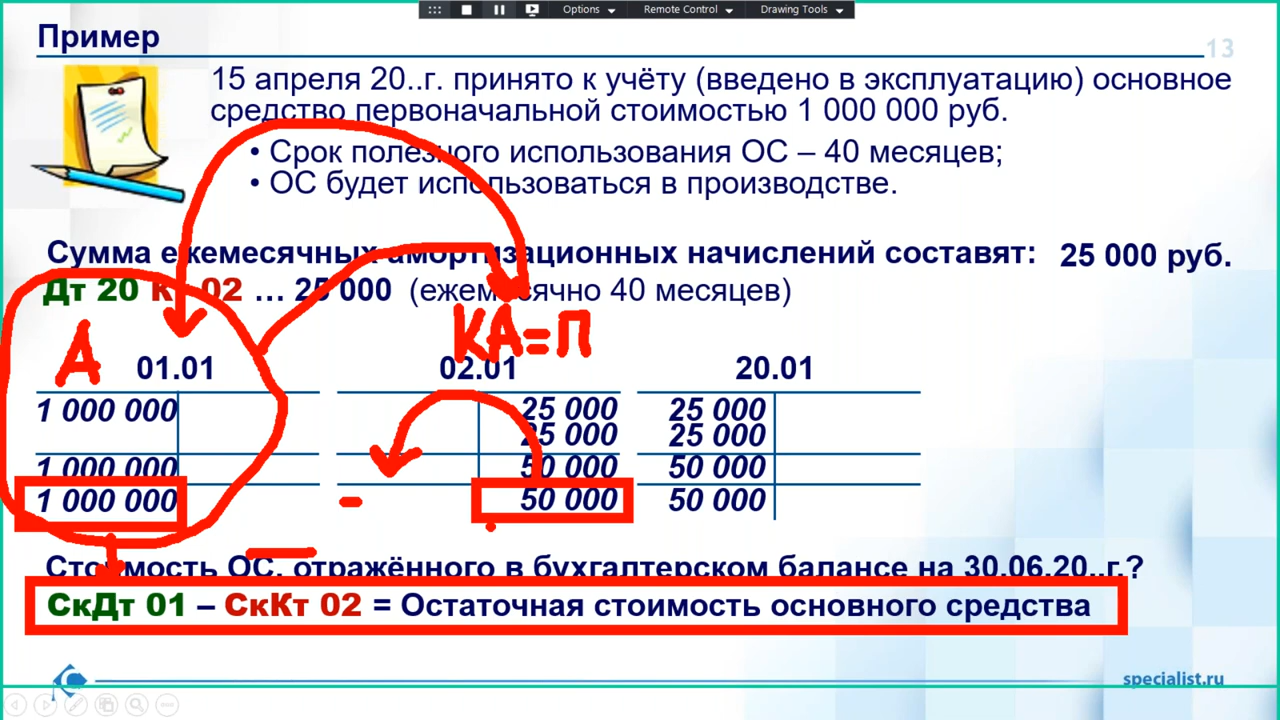 Options Remote Control Drawing Tools
Пример
13
15 апреля 20..г. принято к учёту (введено в эксплуатацию) основное
средство первоначальной стоимостью 1 000 000 руб.
• Срок полезного использования ОС – 40 месяцев;
• ОС будет использоваться в производстве.
Сумма ежемесячных амортизационных начислений составят: 25 000 руб.
Дт 20 Кт 02 ... 25 000 (ежемесячно 40 месяцев)
А КА=П
01.01 02.01 20.01
1 000 000 25 000 25 000
25 000 25 000
1 000 000 50 000 50 000
1 000 000 - 50 000 50 000
Стоимость ОС, отражённого в бухгалтерском балансе на 30.06.20..г.?
СкДт 01 – СкКт 02 = Остаточная стоимость основного средства
specialist.ru